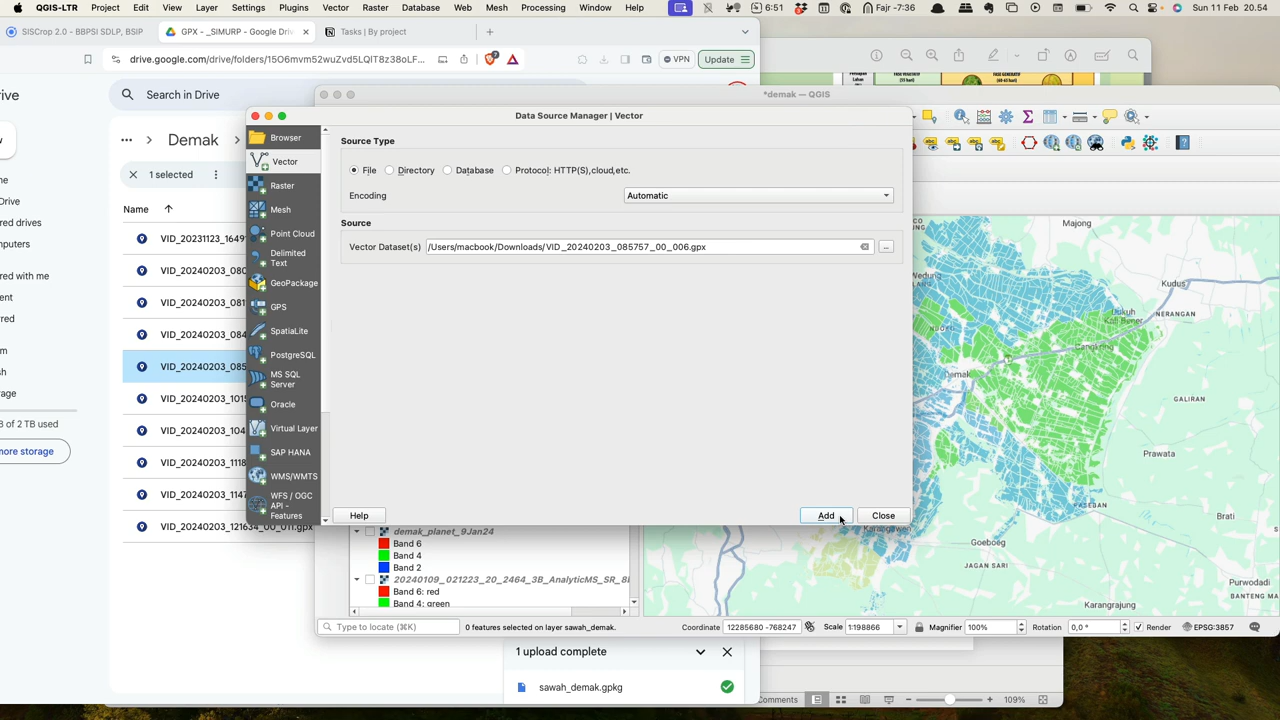 QGIS-LTR Project Edit View Layer Settings Plugins Vector Raster Database Web Mesh Processing Window Help 6:51 Fajr -7:36 Sun 11 Feb 20.54
SISCrop 2.0 - BBPSI SDLP, BSIP
GPX - _SIMURP - Google Driv
Tasks | By project
drive.google.com/drive/folders/15O6mvm52wuZvd5LQIT8z38oLF...
VPN
Update
Search in Drive
Demak
1 selected
Name
VID_20231123_1649
VID_20240203_080
VID_20240203_081
VID_20240203_084
VID_20240203_085
VID_20240203_1015
VID_20240203_104
VID_20240203_1118
VID_20240203_1147
VID_20240203_121634_00_011.gpx
of 2 TB used
more storage
*demak — QGIS
Data Source Manager | Vector
Browser
Vector
Raster
Mesh
Point Cloud
Delimited
Text
GeoPackage
GPS
SpatiaLite
PostgreSQL
MS SQL
Server
Oracle
Virtual Layer
SAP HANA
WMS/WMTS
WFS / OGC
API -
Features
Source Type
File Directory Database Protocol: HTTP(S),cloud,etc.
Encoding
Automatic
Source
Vector Dataset(s) /Users/macbook/Downloads/VID_20240203_085757_00_006.gpx
...
Help
Add
Close
demak_planet_9Jan24
Band 6
Band 4
Band 2
20240109_021223_20_2464_3B_AnalyticMS_SR_8
Band 6: red
Band 4: green
Majong
Kudus
NERANGAN
Cangkring
Demak
GALIRAN
Prawata
Brati
Goeboēg
JAGAN SARI
Purwodadi
BANTENG MA
Karangrajung
Type to locate (⌘K)
0 features selected on layer sawah_demak.
Coordinate 12285680 -768247
Scale 1:198866
Magnifier 100%
Rotation 0,0 °
Render
EPSG:3857
1 upload complete
sawah_demak.gpkg
Comments
109%